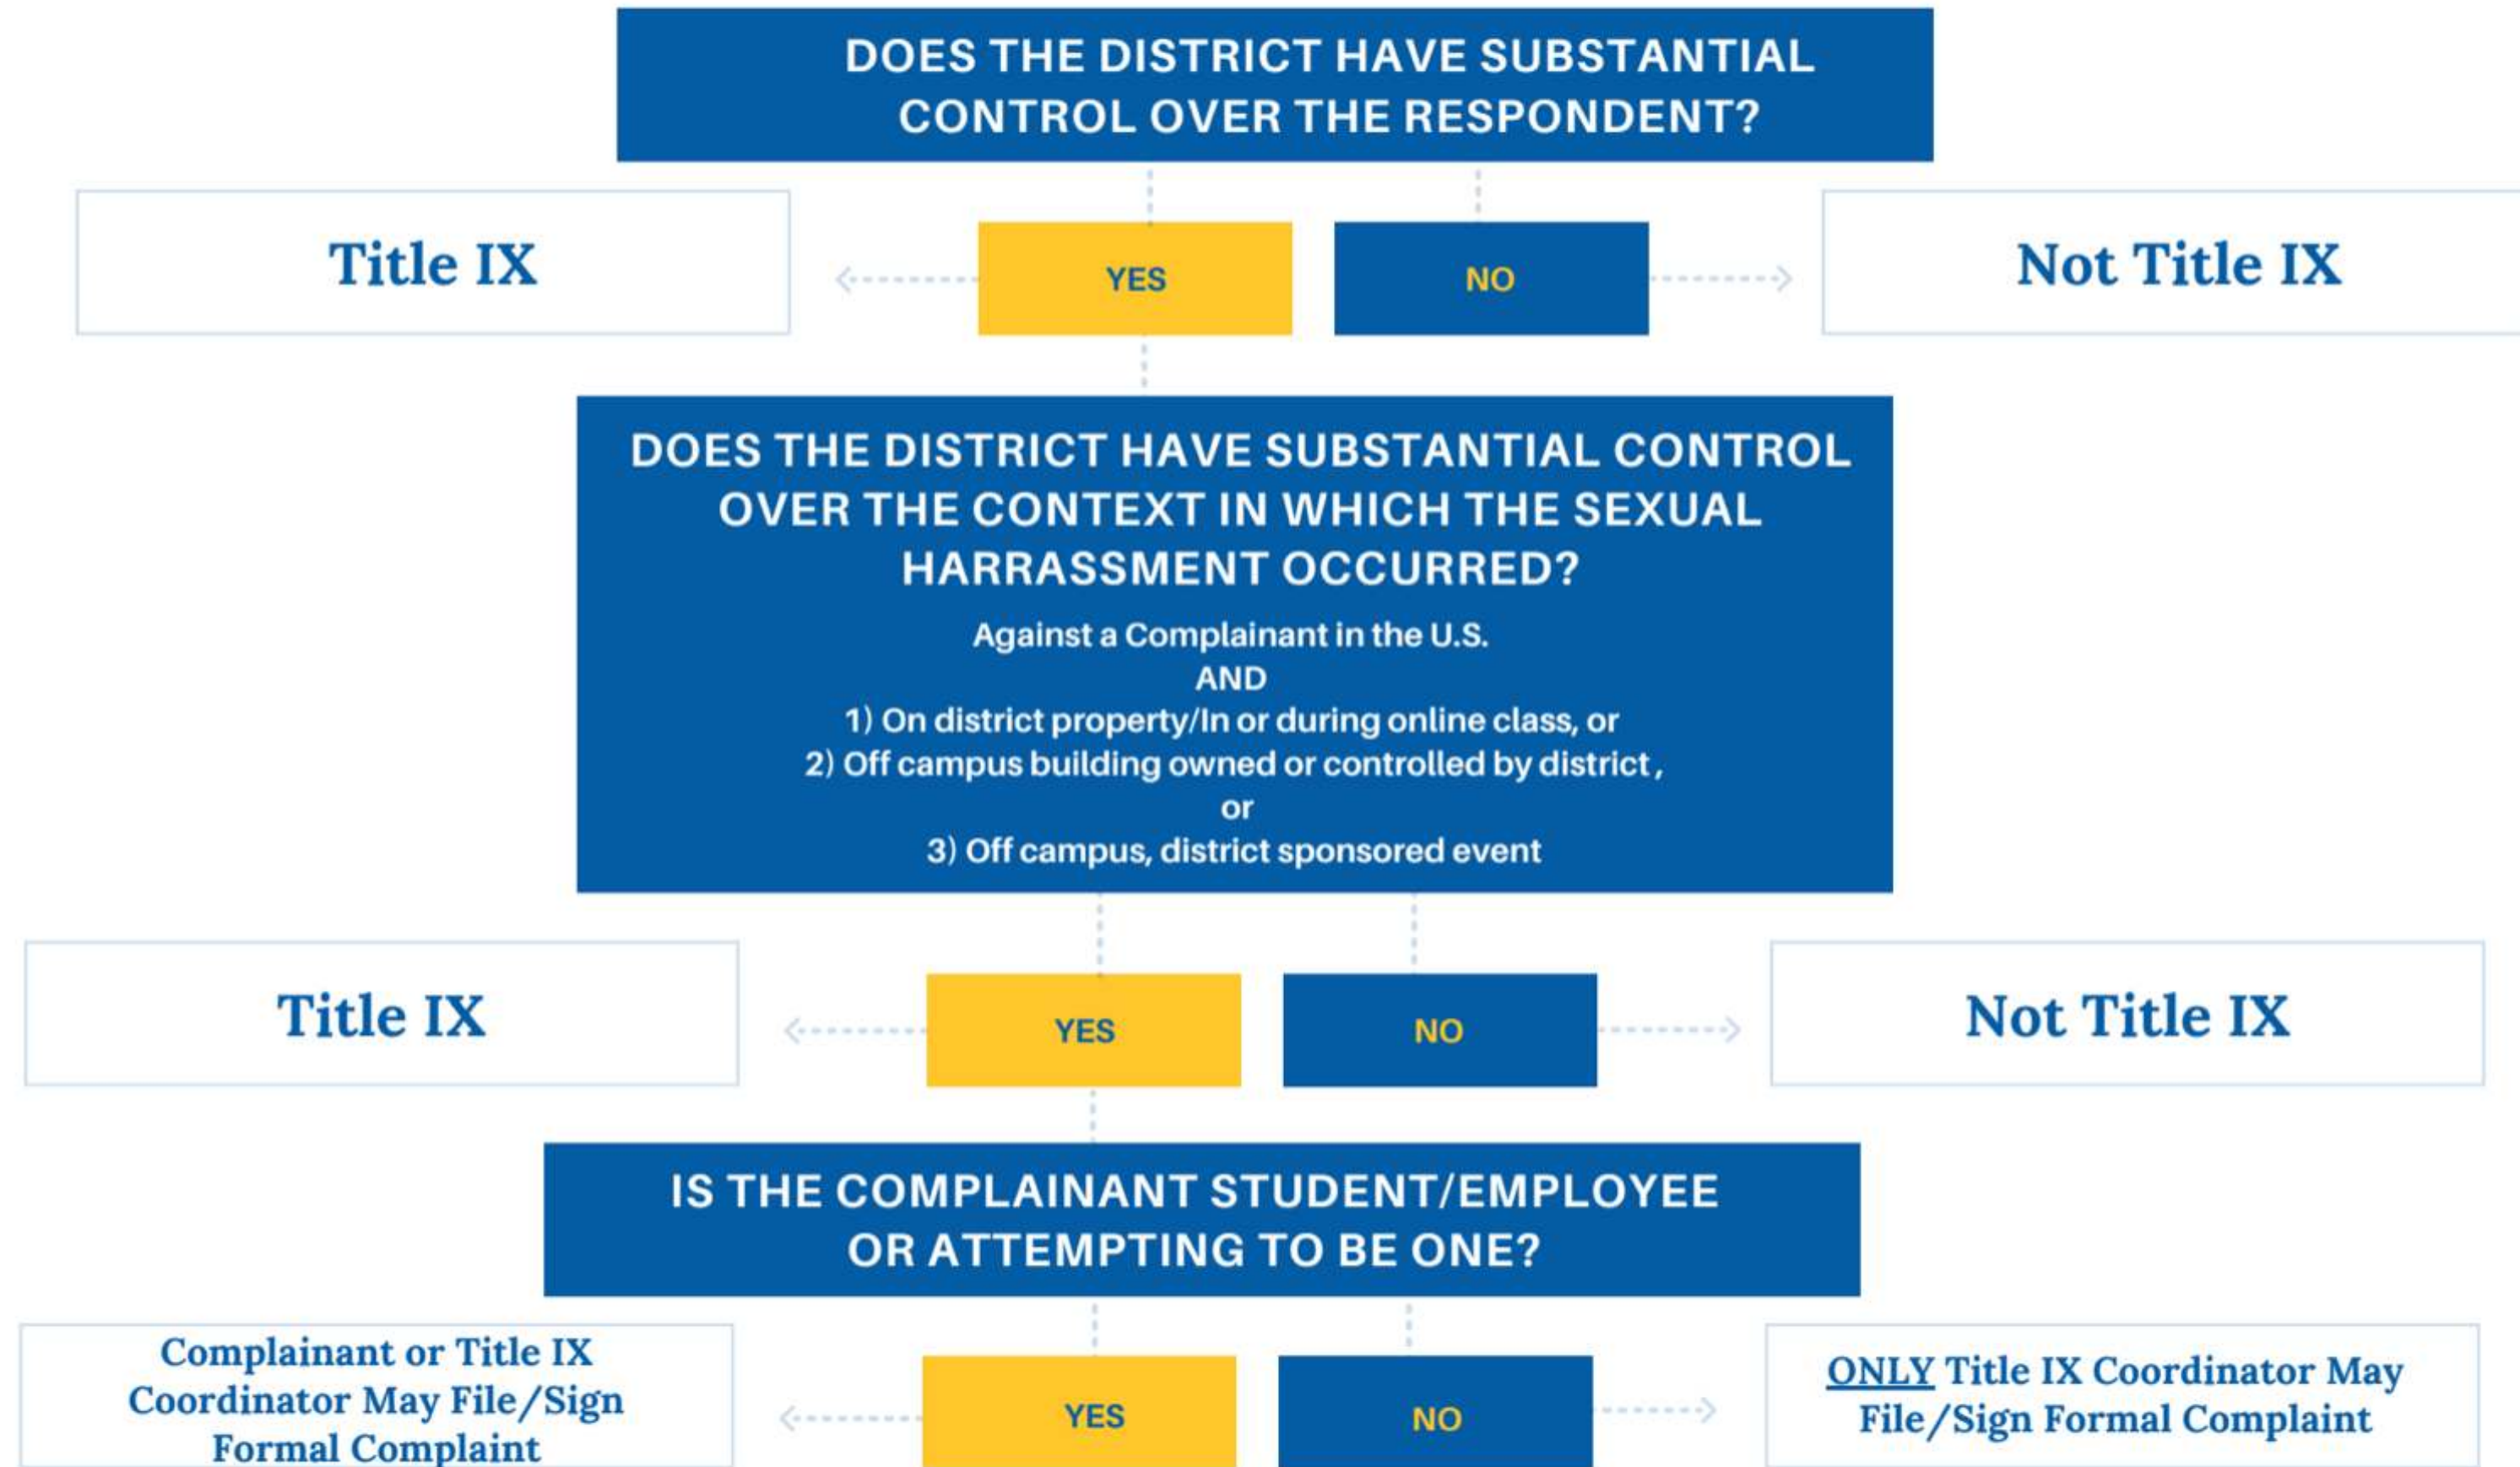 DOES THE DISTRICT HAVE SUBSTANTIAL
CONTROL OVER THE RESPONDENT?
Title IX
YES
NO
Not Title IX
DOES THE DISTRICT HAVE SUBSTANTIAL CONTROL
OVER THE CONTEXT IN WHICH THE SEXUAL
HARRASSMENT OCCURRED?
Against a Complainant in the U.S.
AND
1) On district property/In or during online class, or
2) Off campus building owned or controlled by district,
or
3) Off campus, district sponsored event
Title IX
YES
NO
Not Title IX
IS THE COMPLAINANT STUDENT/EMPLOYEE
OR ATTEMPTING TO BE ONE?
Complainant or Title IX
Coordinator May File/Sign
Formal Complaint
YES
NO
ONLY Title IX Coordinator May
File/Sign Formal Complaint